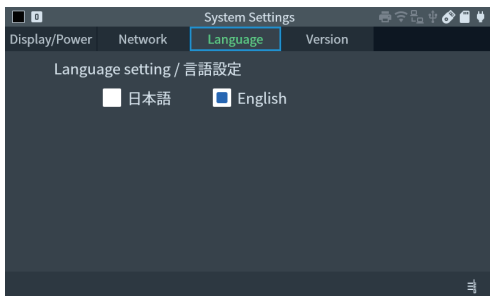 0
System Settings
Display/Power Network Language Version
Language setting / 言語設定
日本語 English